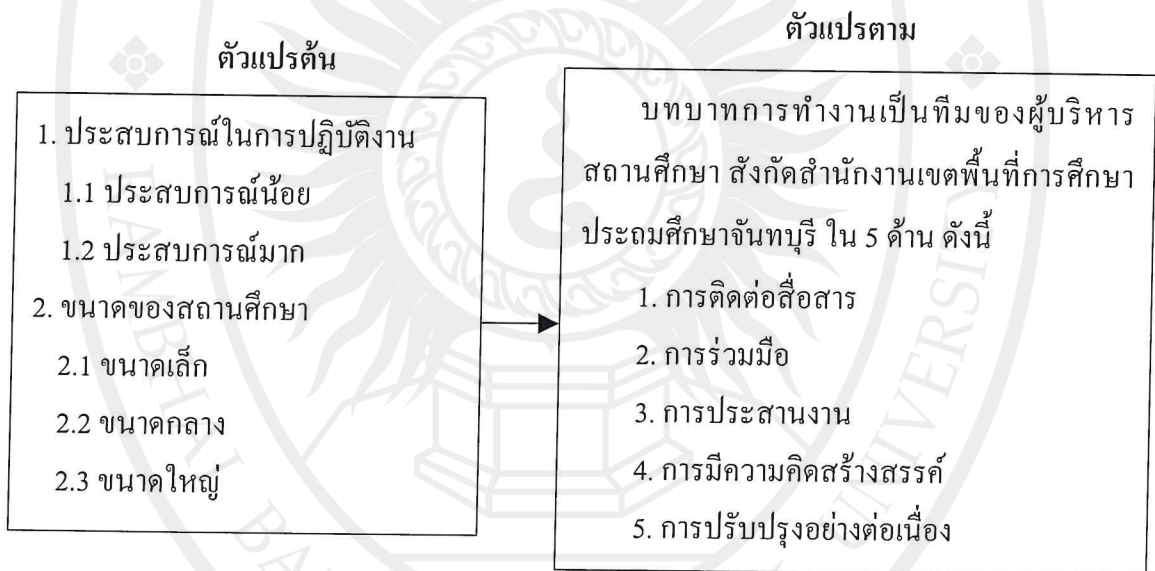 ตัวแปรต้น
1. ประสบการณ์ในการปฏิบัติงาน
1.1 ประสบการณ์น้อย
1.2 ประสบการณ์มาก
2. ขนาดของสถานศึกษา
2.1 ขนาดเล็ก
2.2 ขนาดกลาง
2.3 ขนาดใหญ่
ตัวแปรตาม
บทบาทการทำงานเป็นทีมของผู้บริหาร
สถานศึกษา สังกัดสำนักงานเขตพื้นที่การศึกษา
ประถมศึกษาจันทบุรี ใน 5 ด้าน ดังนี้
1. การติดต่อสื่อสาร
2. การร่วมมือ
3. การประสานงาน
4. การมีความคิดสร้างสรรค์
5. การปรับปรุงอย่างต่อเนื่อง
UNIVERSITY